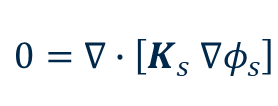 0 = ∇ · [𝑲ₛ ∇ϕₛ]